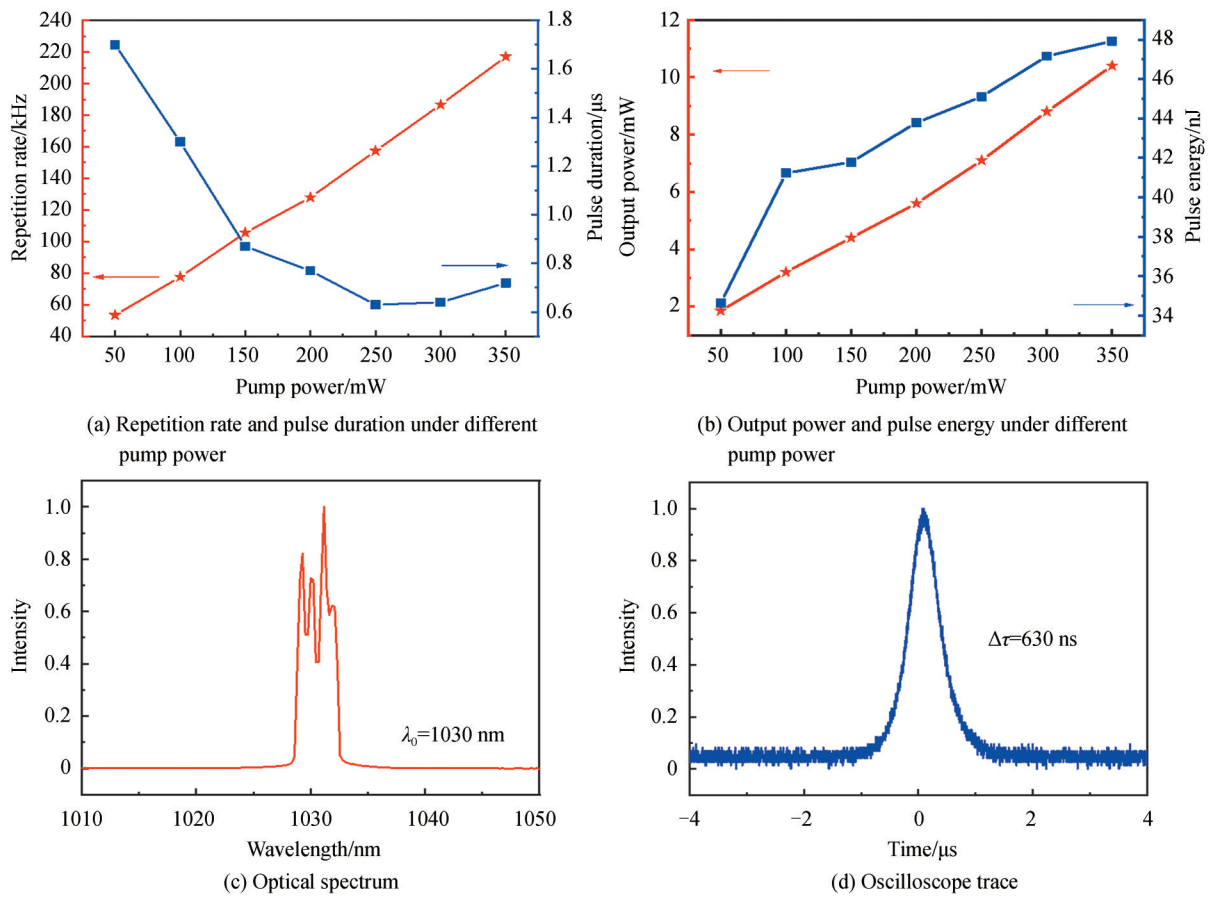 240
220
200
180
160
140
120
100
80
60
40
Repetition rate/kHz
1.8
1.6
1.4
1.2
1.0
0.8
0.6
Pulse duration/μs
50 100 150 200 250 300 350
Pump power/mW
(a) Repetition rate and pulse duration under different
pump power
12
10
8
6
4
2
Output power/mW
48
46
44
42
40
38
36
34
Pulse energy/nJ
50 100 150 200 250 300 350
Pump power/mW
(b) Output power and pulse energy under different
pump power
1.0
0.8
0.6
0.4
0.2
0
Intensity
λ0=1030 nm
1010 1020 1030 1040 1050
Wavelength/nm
(c) Optical spectrum
1.0
0.8
0.6
0.4
0.2
0
Intensity
Δτ=630 ns
−4 −2 0 2 4
Time/μs
(d) Oscilloscope trace